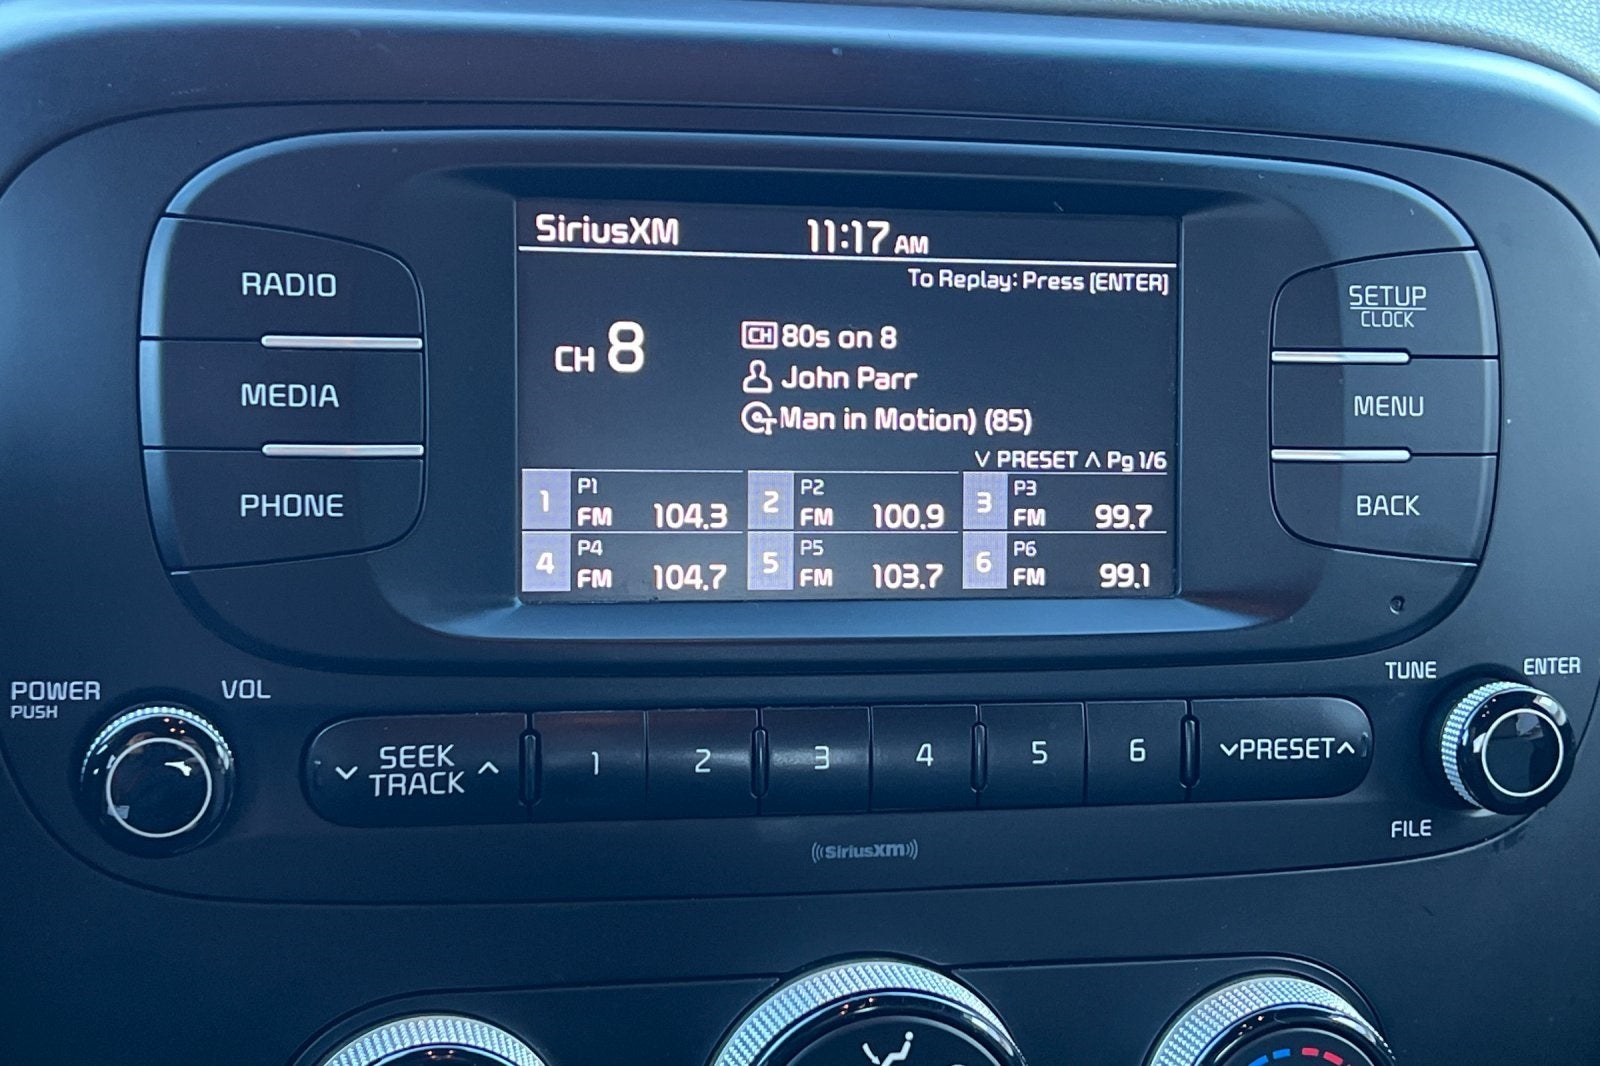 SiriusXM 11:17 AM
To Replay: Press [ENTER]
CH 8
CH 80s on 8
John Parr
Man in Motion) (85)
∨ PRESET ∧ Pg 1/6
1 P1 FM 104.3
2 P2 FM 100.9
3 P3 FM 99.7
4 P4 FM 104.7
5 P5 FM 103.7
6 P6 FM 99.1
RADIO
MEDIA
PHONE
SETUP
CLOCK
MENU
BACK
POWER
PUSH
VOL
∨ SEEK ∧
TRACK
1 2 3 4 5 6
∨PRESET∧
TUNE
ENTER
FILE
((SiriusXM))